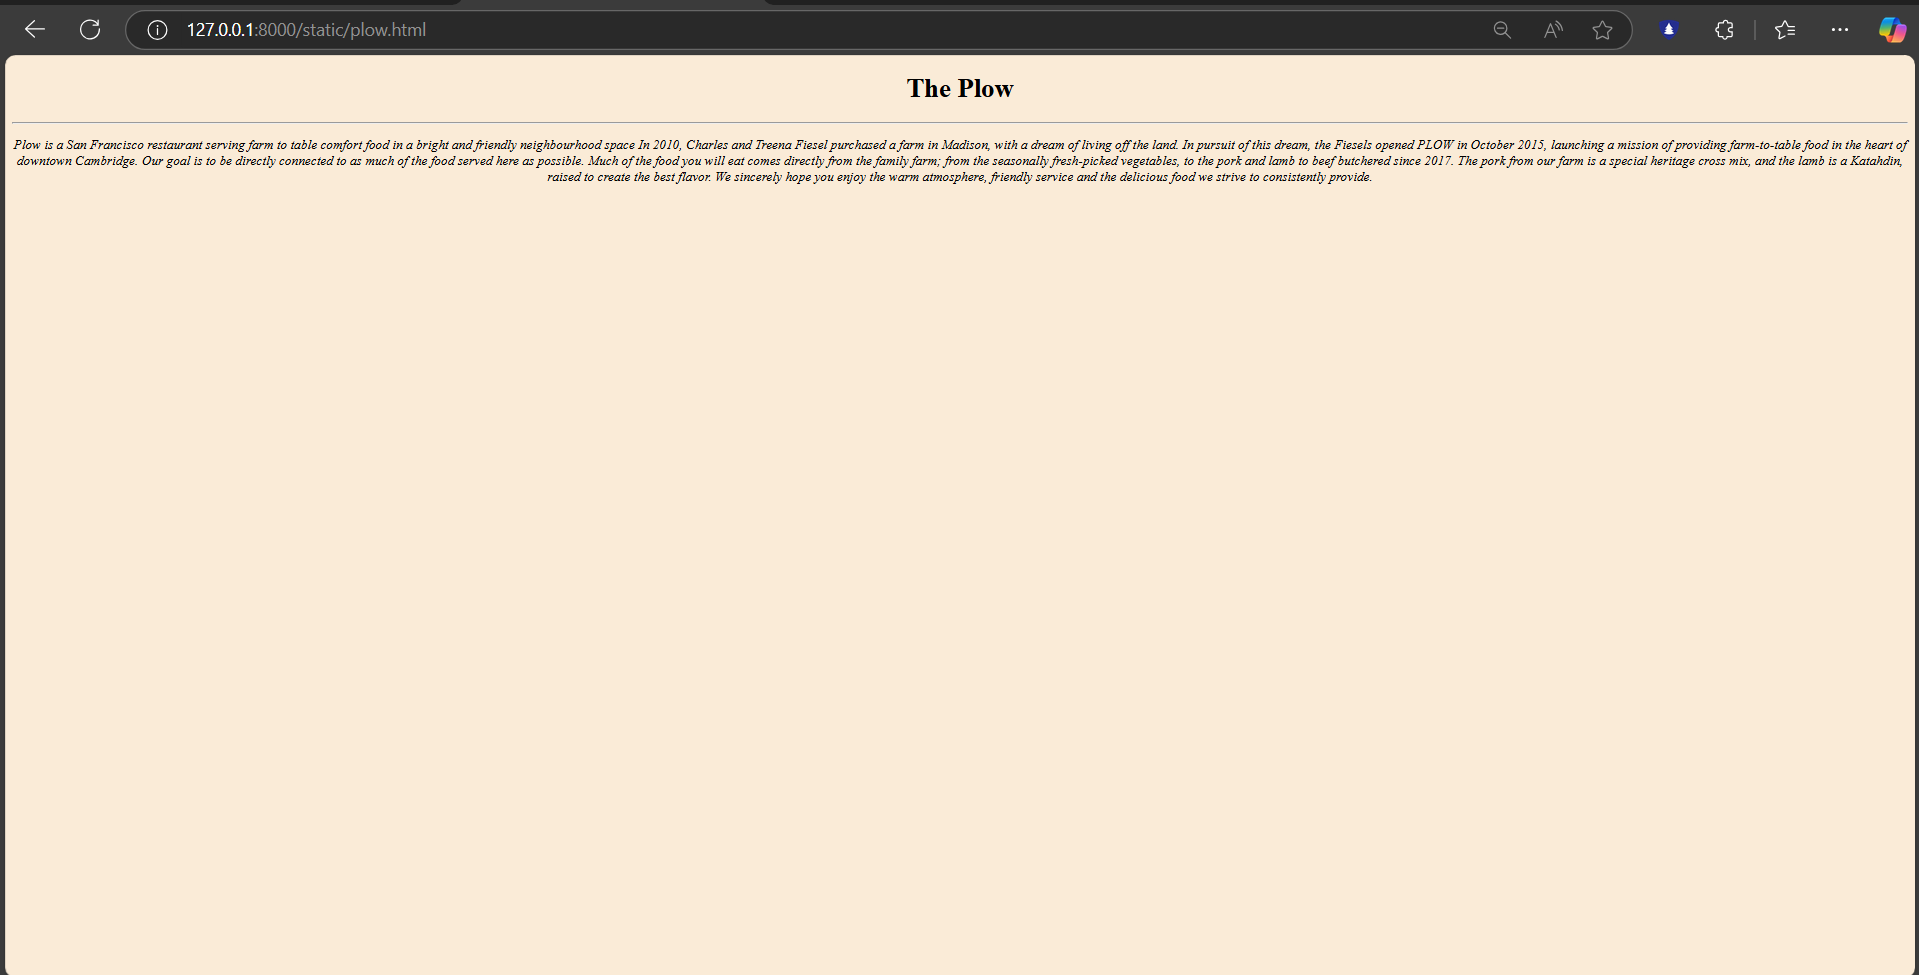 127.0.0.1:8000/static/plow.html
The Plow
Plow is a San Francisco restaurant serving farm to table comfort food in a bright and friendly neighbourhood space In 2010, Charles and Treena Fiesel purchased a farm in Madison, with a dream of living off the land. In pursuit of this dream, the Fiesels opened PLOW in October 2015, launching a mission of providing farm-to-table food in the heart of
downtown Cambridge. Our goal is to be directly connected to as much of the food served here as possible. Much of the food you will eat comes directly from the family farm; from the seasonally fresh-picked vegetables, to the pork and lamb to beef butchered since 2017. The pork from our farm is a special heritage cross mix, and the lamb is a Katahdin,
raised to create the best flavor. We sincerely hope you enjoy the warm atmosphere, friendly service and the delicious food we strive to consistently provide.